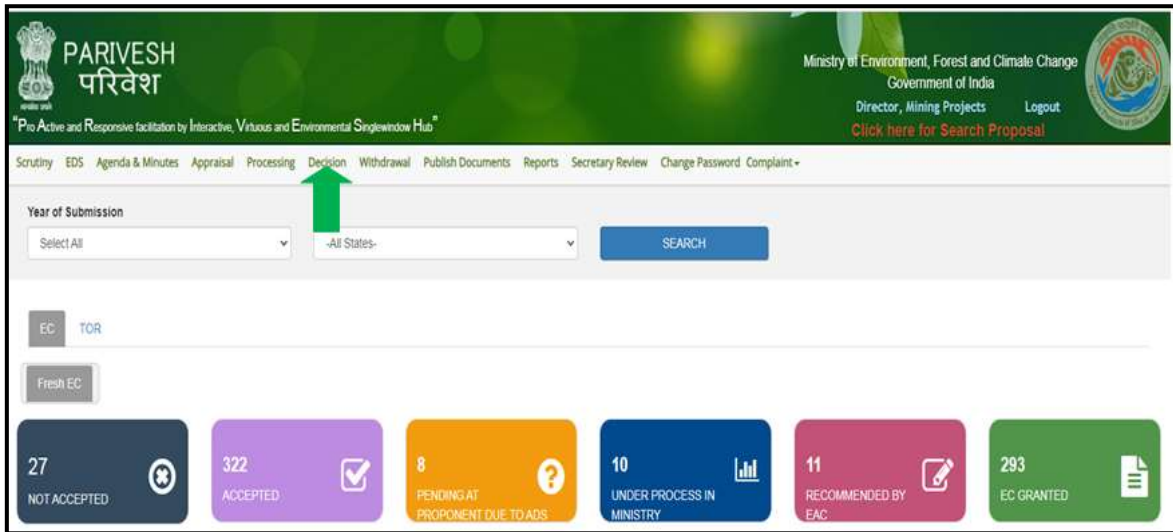 PARIVESH
परिवेश
"Pro Active and Responsive facilitation by Interactive, Virtuous and Environmental Singlewindow Hub"
Ministry of Environment, Forest and Climate Change
Government of India
Director, Mining Projects Logout
Click here for Search Proposal
Scrutiny EDS Agenda & Minutes Appraisal Processing Decision Withdrawal Publish Documents Reports Secretary Review Change Password Complaint
Year of Submission
Select All -All States- SEARCH
EC TOR
Fresh EC
27
NOT ACCEPTED
322
ACCEPTED
8
PENDING AT
PROPONENT DUE TO ADS
10
UNDER PROCESS IN
MINISTRY
11
RECOMMENDED BY
EAC
293
EC GRANTED